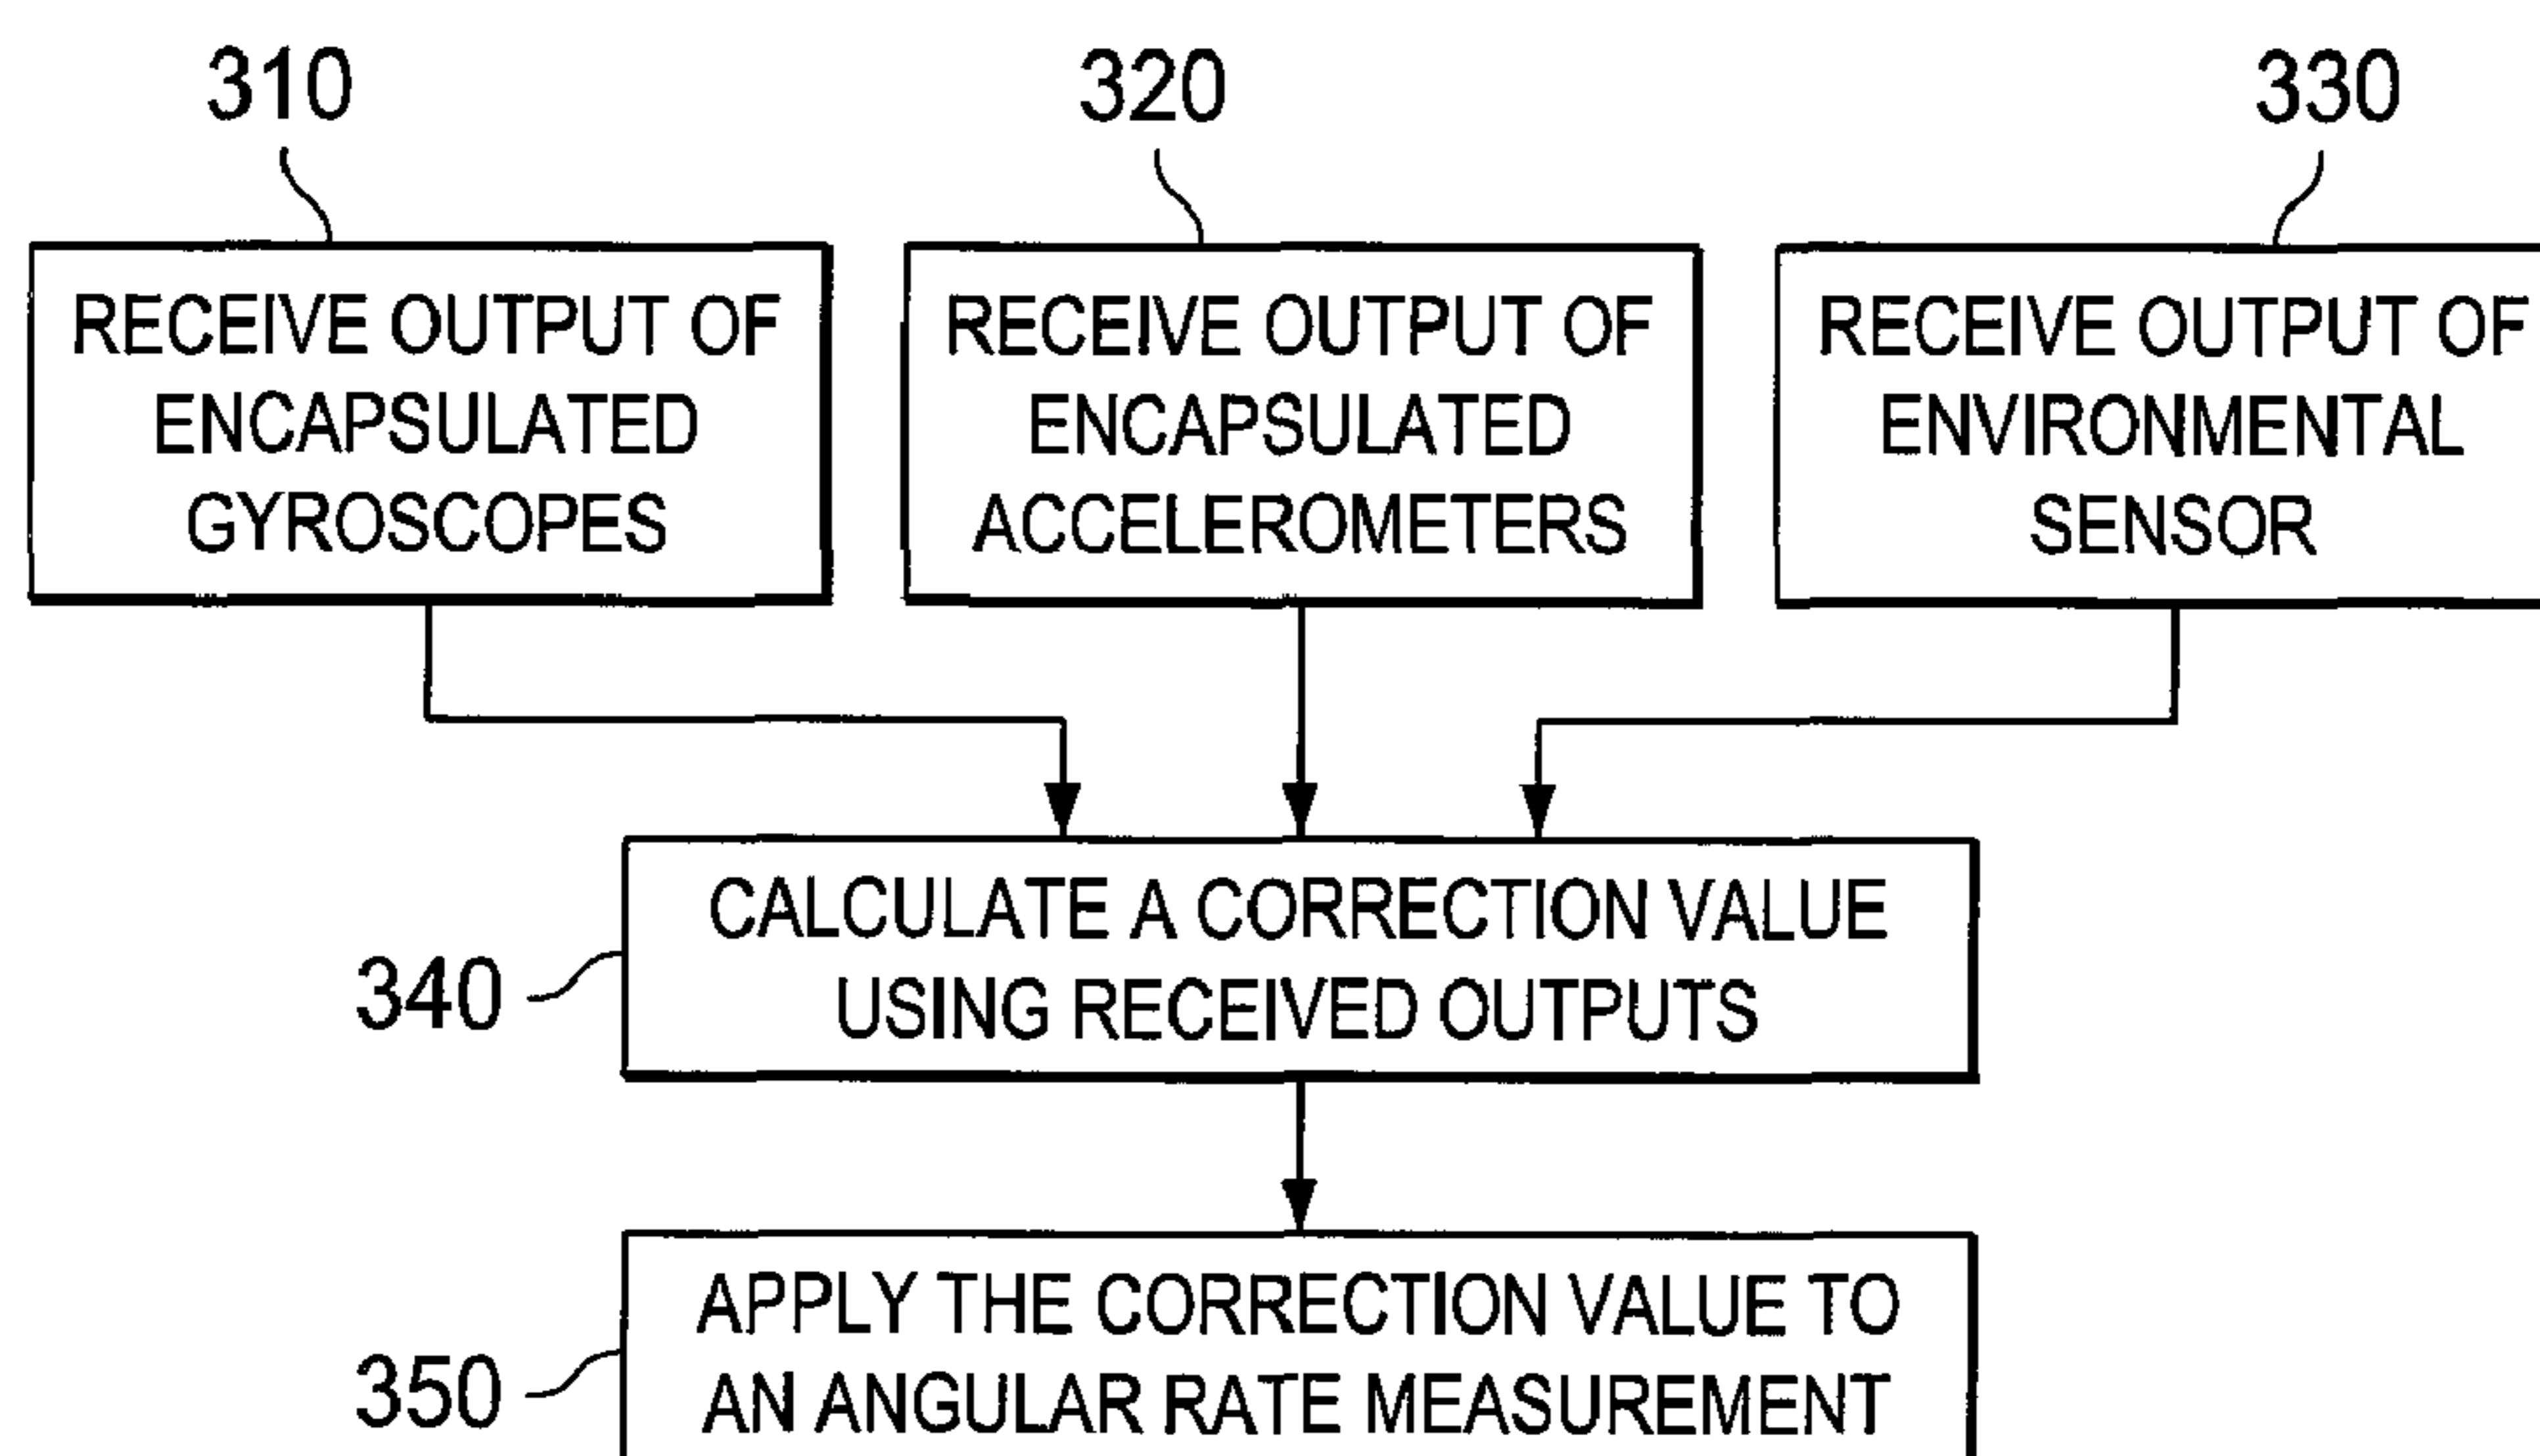 310
320
330
RECEIVE OUTPUT OF
ENCAPSULATED
GYROSCOPES
RECEIVE OUTPUT OF
ENCAPSULATED
ACCELEROMETERS
RECEIVE OUTPUT OF
ENVIRONMENTAL
SENSOR
340
CALCULATE A CORRECTION VALUE
USING RECEIVED OUTPUTS
350
APPLY THE CORRECTION VALUE TO
AN ANGULAR RATE MEASUREMENT